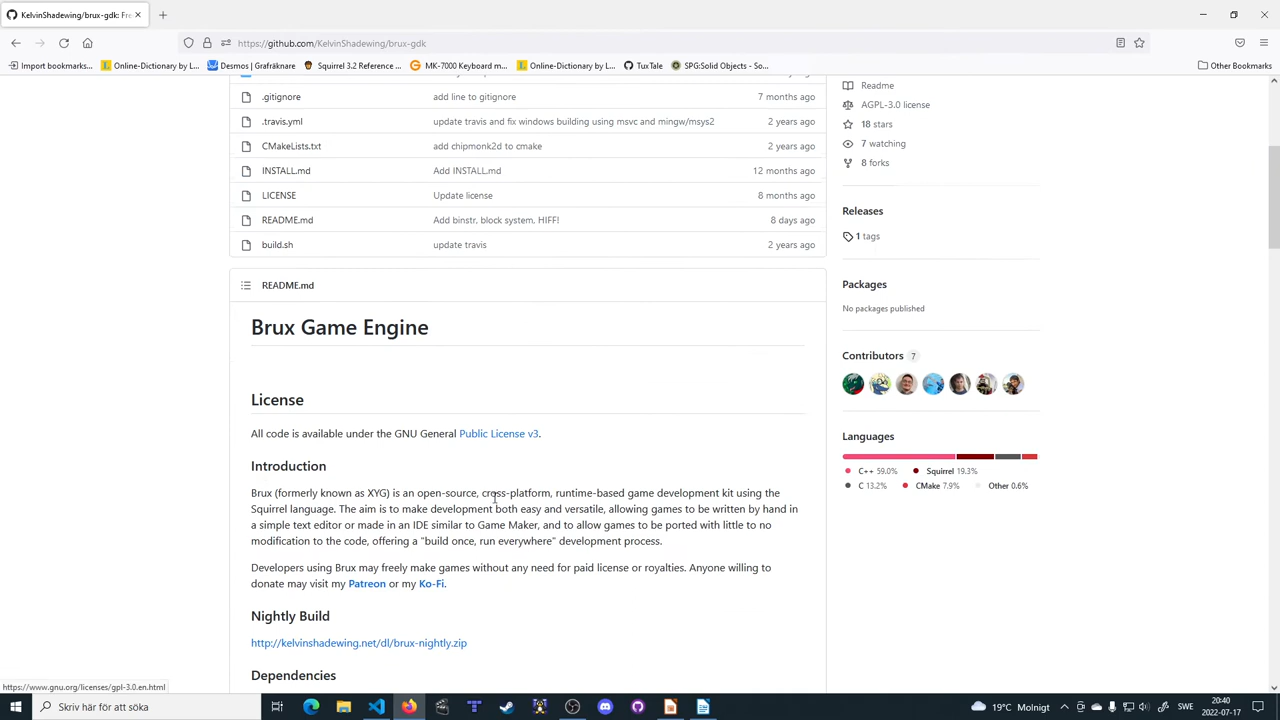 KelvinShadewing/brux-gdk: Fre
https://github.com/KelvinShadewing/brux-gdk
Import bookmarks...
Online-Dictionary by L...
Desmos | Grafräknare
Squirrel 3.2 Reference ...
MK-7000 Keyboard m...
Online-Dictionary by L...
TuxTale
SPG:Solid Objects - So...
Other Bookmarks
.gitignore add line to gitignore 7 months ago
.travis.yml update travis and fix windows building using msvc and mingw/msys2 2 years ago
CMakeLists.txt add chipmonk2d to cmake 2 years ago
INSTALL.md Add INSTALL.md 12 months ago
LICENSE Update license 8 months ago
README.md Add binstr, block system, HIFF! 8 days ago
build.sh update travis 2 years ago
README.md
Brux Game Engine
License
All code is available under the GNU General Public License v3.
Introduction
Brux (formerly known as XYG) is an open-source, cross-platform, runtime-based game development kit using the
Squirrel language. The aim is to make development both easy and versatile, allowing games to be written by hand in
a simple text editor or made in an IDE similar to Game Maker, and to allow games to be ported with little to no
modification to the code, offering a "build once, run everywhere" development process.
Developers using Brux may freely make games without any need for paid license or royalties. Anyone willing to
donate may visit my Patreon or my Ko-Fi.
Nightly Build
http://kelvinshadewing.net/dl/brux-nightly.zip
Dependencies
Readme
AGPL-3.0 license
18 stars
7 watching
8 forks
Releases
1 tags
Packages
No packages published
Contributors 7
Languages
C++ 59.0% Squirrel 19.3%
C 13.2% CMake 7.9% Other 0.6%
https://www.gnu.org/licenses/gpl-3.0.en.html
Skriv här för att söka
19°C Molnigt
SWE
20:40
2022-07-17